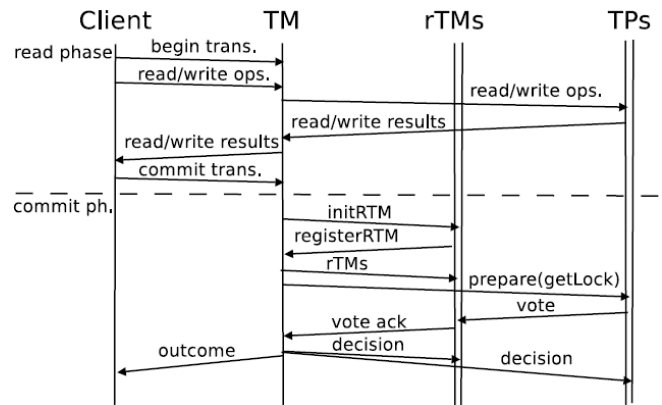 Client TM rTMs TPs
read phase
begin trans.
read/write ops.
read/write ops.
read/write results
read/write results
commit trans.
commit ph.
initRTM
registerRTM
rTMs
prepare(getLock)
vote
vote ack
decision
outcome
decision